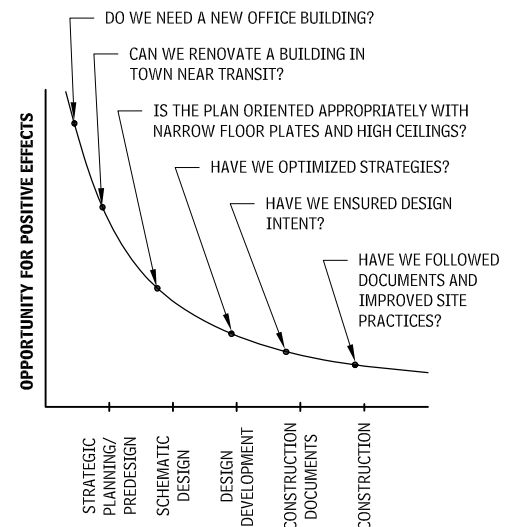 DO WE NEED A NEW OFFICE BUILDING?
CAN WE RENOVATE A BUILDING IN
TOWN NEAR TRANSIT?
IS THE PLAN ORIENTED APPROPRIATELY WITH
NARROW FLOOR PLATES AND HIGH CEILINGS?
HAVE WE OPTIMIZED STRATEGIES?
HAVE WE ENSURED DESIGN
INTENT?
HAVE WE FOLLOWED
DOCUMENTS AND
IMPROVED SITE
PRACTICES?
OPPORTUNITY FOR POSITIVE EFFECTS
STRATEGIC
PLANNING/
PREDESIGN
SCHEMATIC
DESIGN
DESIGN
DEVELOPMENT
CONSTRUCTION
DOCUMENTS
CONSTRUCTION